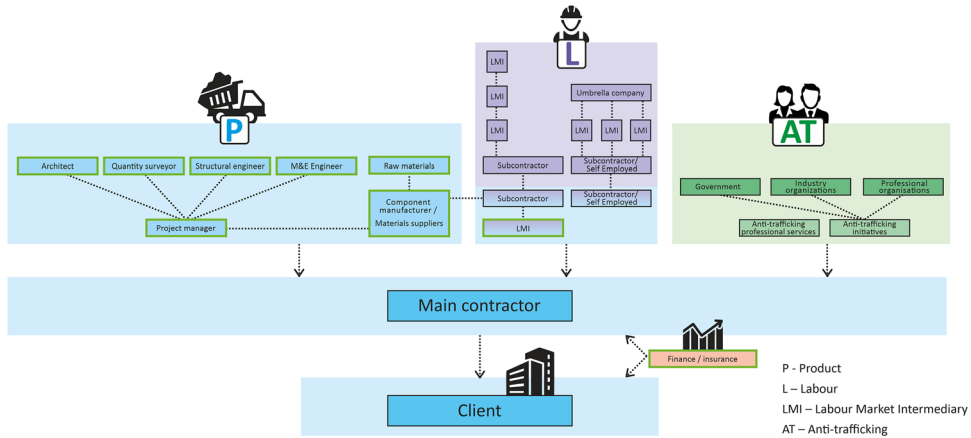 L
LMI
LMI
Umbrella company
LMI
LMI
LMI
LMI
P
AT
Architect
Quantity surveyor
Structural engineer
M&E Engineer
Raw materials
Subcontractor
Subcontractor/
Self Employed
Government
Industry
organizations
Professional
organisations
Component
manufacturer /
Materials suppliers
Subcontractor
Subcontractor/
Self Employed
Project manager
LMI
Anti-trafficking
professional services
Anti-trafficking
initiatives
Main contractor
Finance / insurance
Client
P - Product
L – Labour
LMI – Labour Market Intermediary
AT – Anti-trafficking